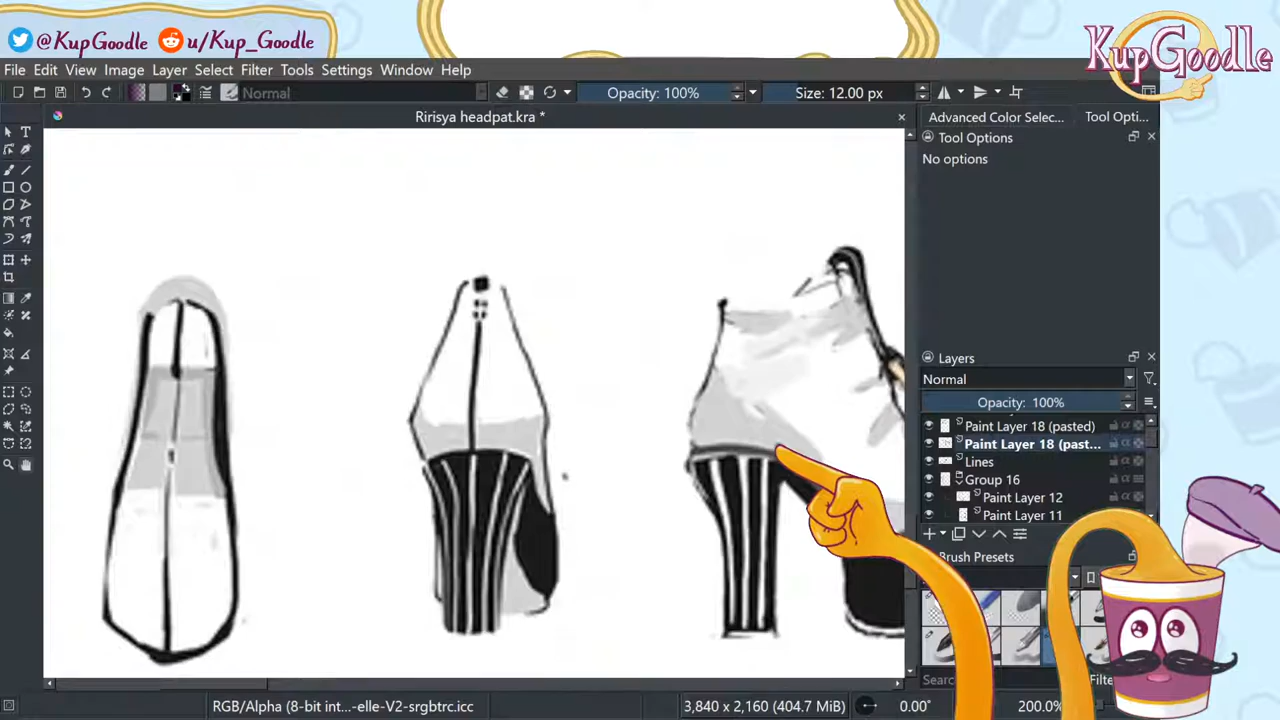 @KupGoodle u/Kup_Goodle
KupGoodle
File Edit View Image Layer Select Filter Tools Settings Window Help
Normal Opacity: 100% Size: 12.00 px
Ririsya headpat.kra *
Advanced Color Selec... Tool Opti...
Tool Options
No options
Layers
Normal
Opacity: 100%
Paint Layer 18 (pasted)
Paint Layer 18 (past...
Lines
Group 16
Paint Layer 12
Paint Layer 11
Brush Presets
Searc
Filte
RGB/Alpha (8-bit int...-elle-V2-srgbtrc.icc 3,840 x 2,160 (404.7 MiB) 0.00° 200.0%